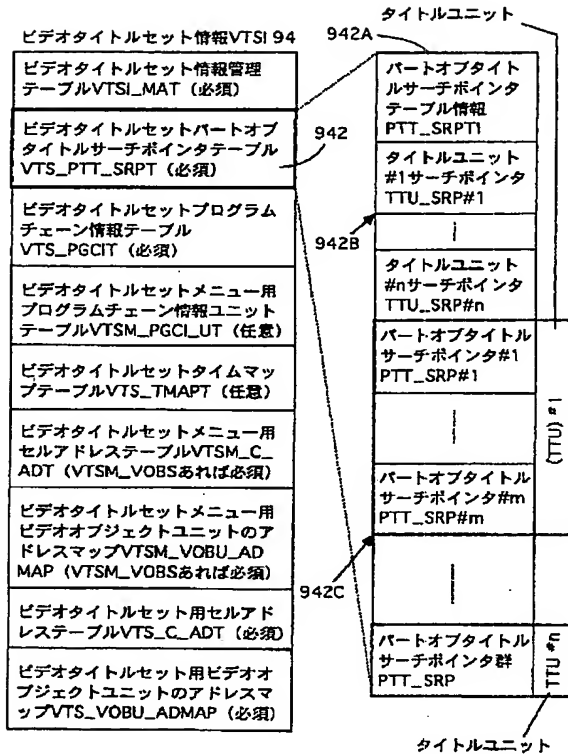 タイトルユニット
ビデオタイトルセット情報VTSI 94
942A
ビデオタイトルセット情報管理
テーブルVTSI_MAT（必須）
ビデオタイトルセットパートオブ
タイトルサーチポインタテーブル
VTS_PTT_SRPT（必須）
ビデオタイトルセットプログラム
チェーン情報テーブル
VTS_PGCIT（必須）
ビデオタイトルセットメニュー用
プログラムチェーン情報ユニット
テーブルVTSM_PGCI_UT（任意）
ビデオタイトルセットタイムマッ
プテーブルVTS_TMAPT（任意）
ビデオタイトルセットメニュー用
セルアドレステーブルVTSM_C_
ADT（VTSM_VOBSあれば必須）
ビデオタイトルセットメニュー用
ビデオオブジェクトユニットのア
ドレスマップVTSM_VOBU_AD
MAP（VTSM_VOBSあれば必須）
ビデオタイトルセット用セルアド
レステーブルVTS_C_ADT（必須）
ビデオタイトルセット用ビデオオ
ブジェクトユニットのアドレスマ
ップVTS_VOBU_ADMAP（必須）
942
942B
942C
パートオブタイト
ルサーチポインタ
テーブル情報
PTT_SRPTI
タイトルユニット
#1サーチポインタ
TTU_SRP#1
タイトルユニット
#nサーチポインタ
TTU_SRP#n
パートオブタイトル
サーチポインタ#1
PTT_SRP#1
パートオブタイトル
サーチポインタ#m
PTT_SRP#m
パートオブタイトル
サーチポインタ群
PTT_SRP
(TTU) #1
TTU #n
タイトルユニット